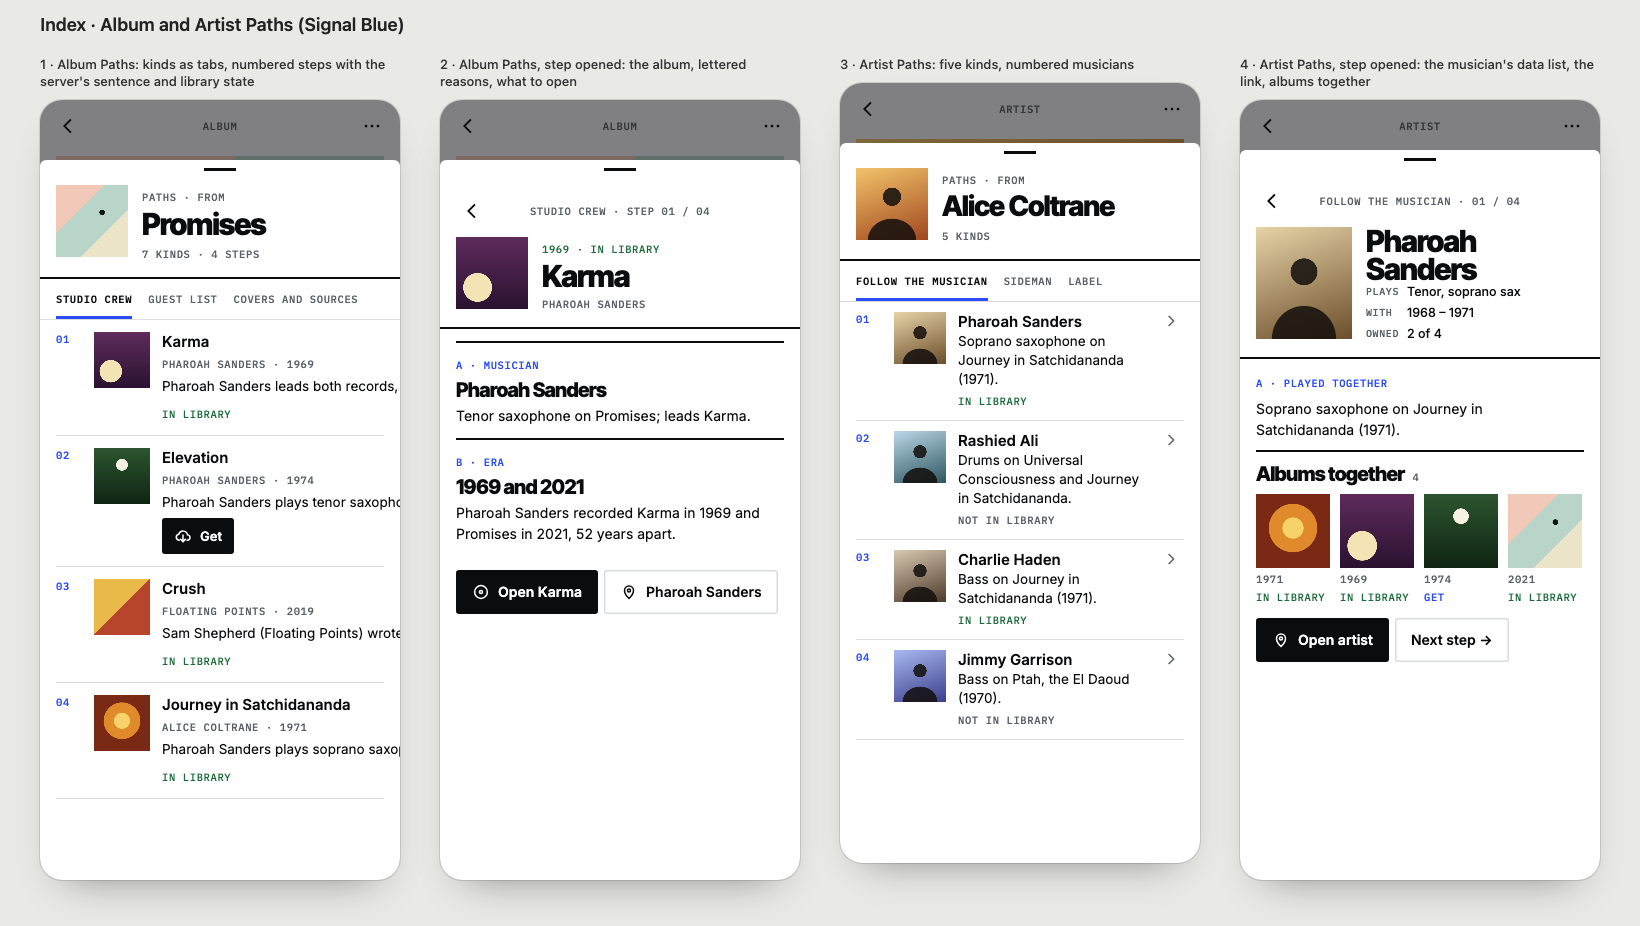 Index · Album and Artist Paths (Signal Blue)
1 · Album Paths: kinds as tabs, numbered steps with the
server's sentence and library state
ALBUM
PATHS · FROM
Promises
7 KINDS · 4 STEPS
STUDIO CREW GUEST LIST COVERS AND SOURCES
01
Karma
PHAROAH SANDERS · 1969
Pharoah Sanders leads both records,
IN LIBRARY
02
Elevation
PHAROAH SANDERS · 1974
Pharoah Sanders plays tenor
Get
03
Crush
FLOATING POINTS · 2019
Sam Shepherd (Floating Points) wrote
IN LIBRARY
04
Journey in Satchidananda
ALICE COLTRANE · 1971
Pharoah Sanders plays soprano
IN LIBRARY
2 · Album Paths, step opened: the album, lettered
reasons, what to open
ALBUM
STUDIO CREW · STEP 01 / 04
1969 · IN LIBRARY
Karma
PHAROAH SANDERS
A · MUSICIAN
Pharoah Sanders
Tenor saxophone on Promises; leads Karma.
B · ERA
1969 and 2021
Pharoah Sanders recorded Karma in 1969 and
Promises in 2021, 52 years apart.
Open Karma
Pharoah Sanders
3 · Artist Paths: five kinds, numbered musicians
ARTIST
PATHS · FROM
Alice Coltrane
5 KINDS
FOLLOW THE MUSICIAN SIDEMAN LABEL
01
Pharoah Sanders
Soprano saxophone on
Journey in Satchidananda
(1971).
IN LIBRARY
02
Rashied Ali
Drums on Universal
Consciousness and Journey
in Satchidananda.
NOT IN LIBRARY
03
Charlie Haden
Bass on Journey in
Satchidananda (1971).
IN LIBRARY
04
Jimmy Garrison
Bass on Ptah, the El Daoud
(1970).
NOT IN LIBRARY
4 · Artist Paths, step opened: the musician's data list, the
link, albums together
ARTIST
FOLLOW THE MUSICIAN · 01 / 04
Pharoah
Sanders
PLAYS Tenor, soprano sax
WITH 1968 – 1971
OWNED 2 of 4
A · PLAYED TOGETHER
Soprano saxophone on Journey in
Satchidananda (1971).
Albums together 4
1971 1969 1974 2021
IN LIBRARY IN LIBRARY GET IN LIBRARY
Open artist
Next step →